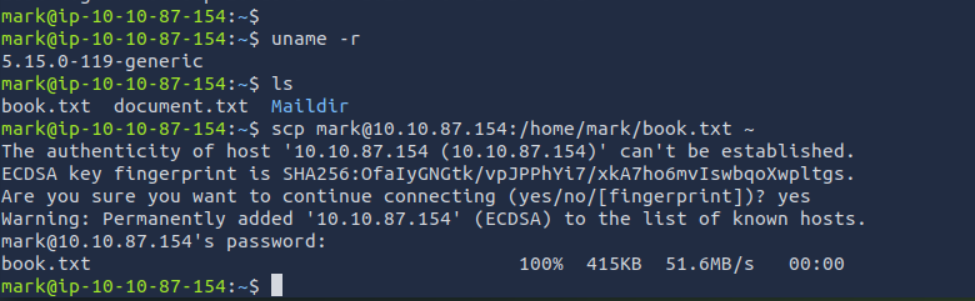 mark@ip-10-10-87-154:~$
mark@ip-10-10-87-154:~$ uname -r
5.15.0-119-generic
mark@ip-10-10-87-154:~$ ls
book.txt  document.txt  Maildir
mark@ip-10-10-87-154:~$ scp mark@10.10.87.154:/home/mark/book.txt ~
The authenticity of host '10.10.87.154 (10.10.87.154)' can't be established.
ECDSA key fingerprint is SHA256:OfaIyGNGtk/vpJPPhYi7/xkA7ho6mvIswbqoXwpltgs.
Are you sure you want to continue connecting (yes/no/[fingerprint])? yes
Warning: Permanently added '10.10.87.154' (ECDSA) to the list of known hosts.
mark@10.10.87.154's password:
book.txt                                      100%  415KB  51.6MB/s   00:00
mark@ip-10-10-87-154:~$